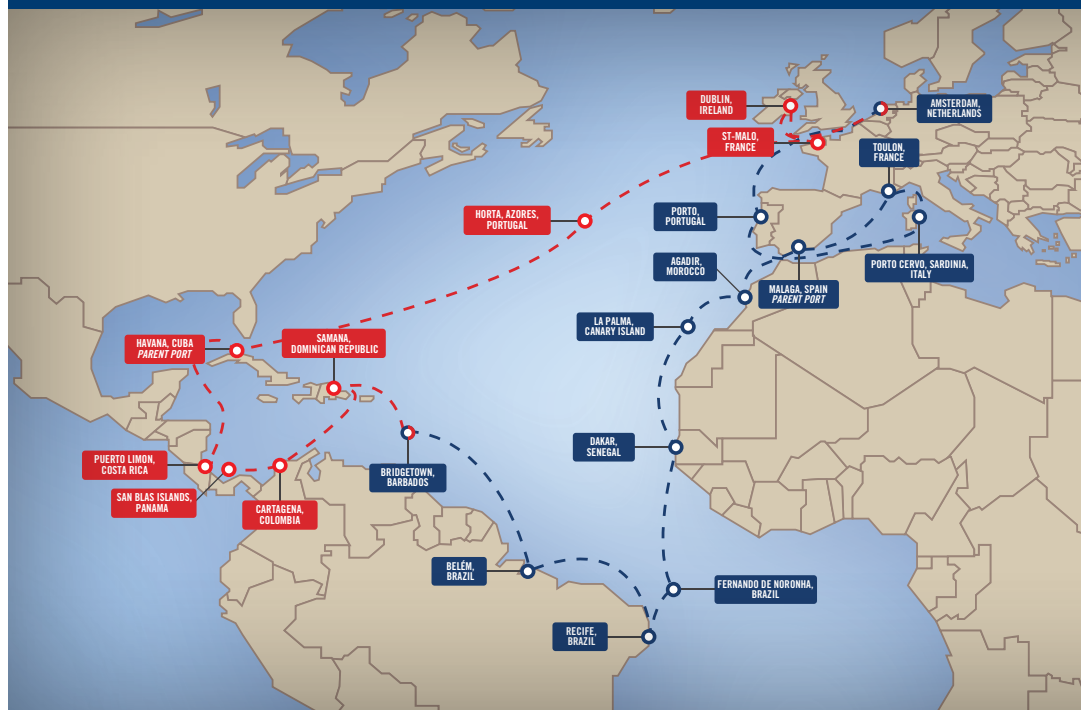 DUBLIN,
IRELAND
AMSTERDAM,
NETHERLANDS
ST-MALO,
FRANCE
TOULON,
FRANCE
HORTA, AZORES,
PORTUGAL
PORTO,
PORTUGAL
AGADIR,
MOROCCO
PORTO CERVO, SARDINIA,
ITALY
MALAGA, SPAIN
PARENT PORT
LA PALMA,
CANARY ISLAND
HAVANA, CUBA
PARENT PORT
SAMANA,
DOMINICAN REPUBLIC
DAKAR,
SENEGAL
PUERTO LIMON,
COSTA RICA
BRIDGETOWN,
BARBADOS
SAN BLAS ISLANDS,
PANAMA
CARTAGENA,
COLOMBIA
BELÉM,
BRAZIL
FERNANDO DE NORONHA,
BRAZIL
RECIFE,
BRAZIL